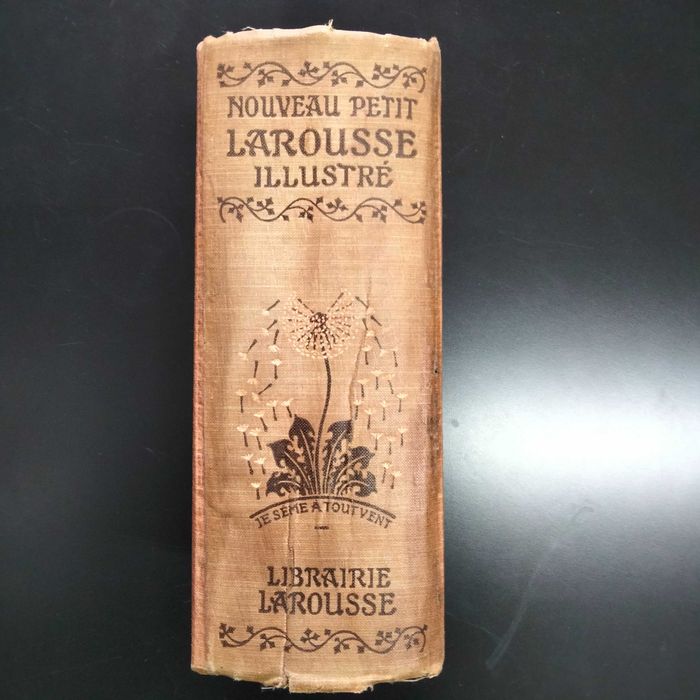 NOUVEAU PETIT
LAROUSSE
ILLUSTRÉ
JE SÈME À TOUT VENT
LIBRAIRIE
LAROUSSE